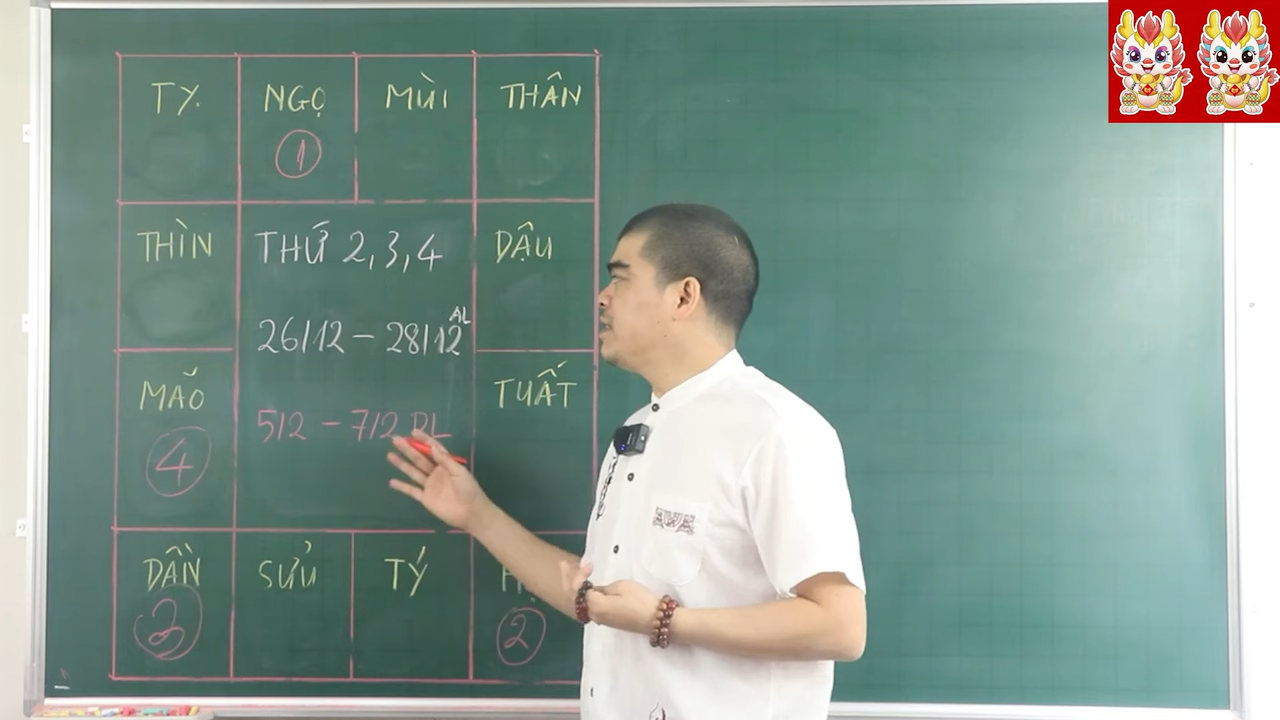 TỴ.
NGỌ
MÙI
THÂN
①
THÌN
THỨ 2,3,4
DẬU
26/12 - 28/12 AL
MÃO
5/2 - 7/2 DL
TUẤT
④
DẦN
SỬU
TÝ
③
②